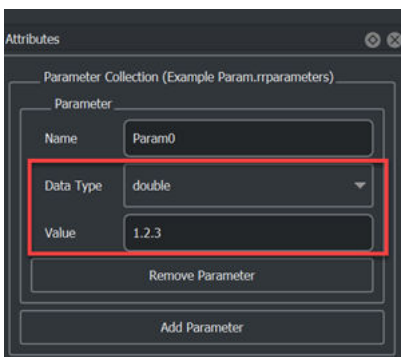 Attributes
Parameter Collection (Example Param.rrparameters)
Parameter
Name Param0
Data Type double
Value 1.2.3
Remove Parameter
Add Parameter